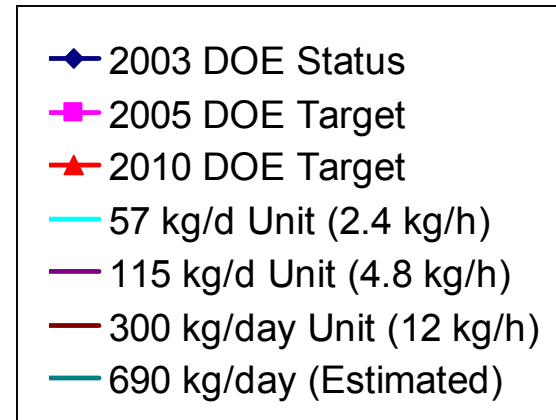 2003 DOE Status
2005 DOE Target
2010 DOE Target
57 kg/d Unit (2.4 kg/h)
115 kg/d Unit (4.8 kg/h)
300 kg/day Unit (12 kg/h)
690 kg/day (Estimated)